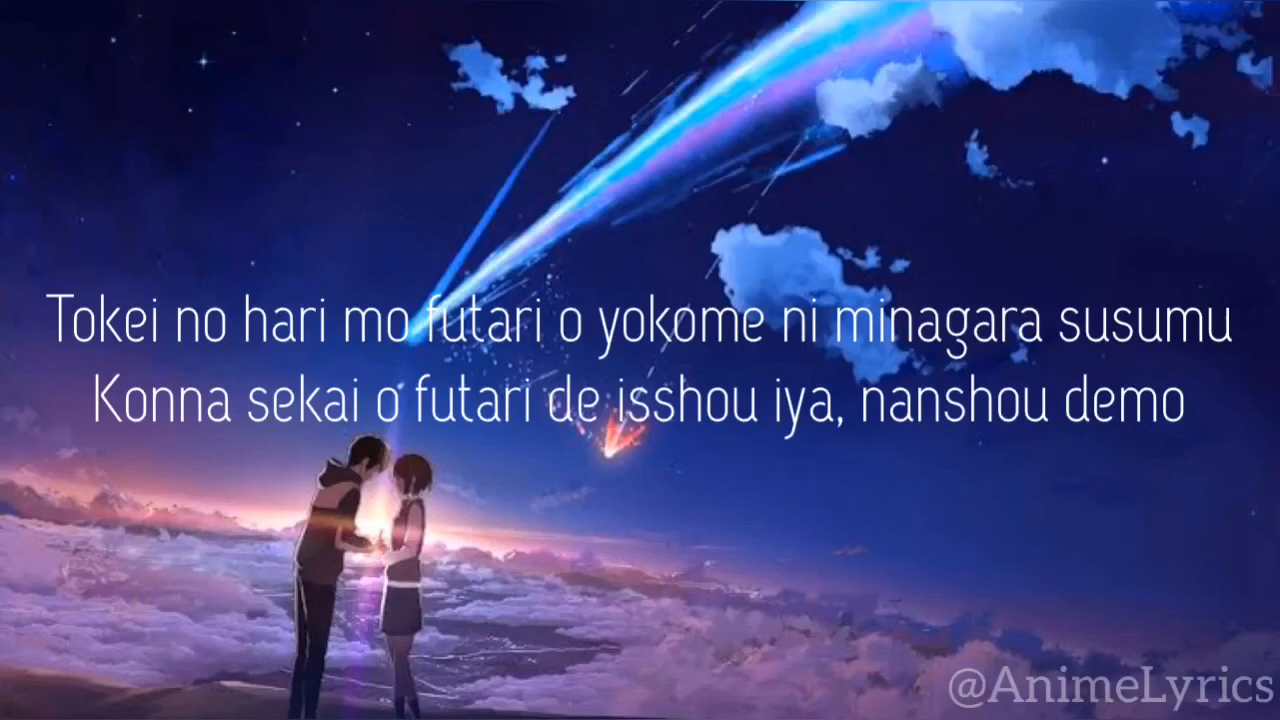 Tokei no hari mo futari o yokome ni minagara susumu
Konna sekai o futari de isshou iya, nanshou demo
@AnimeLyrics